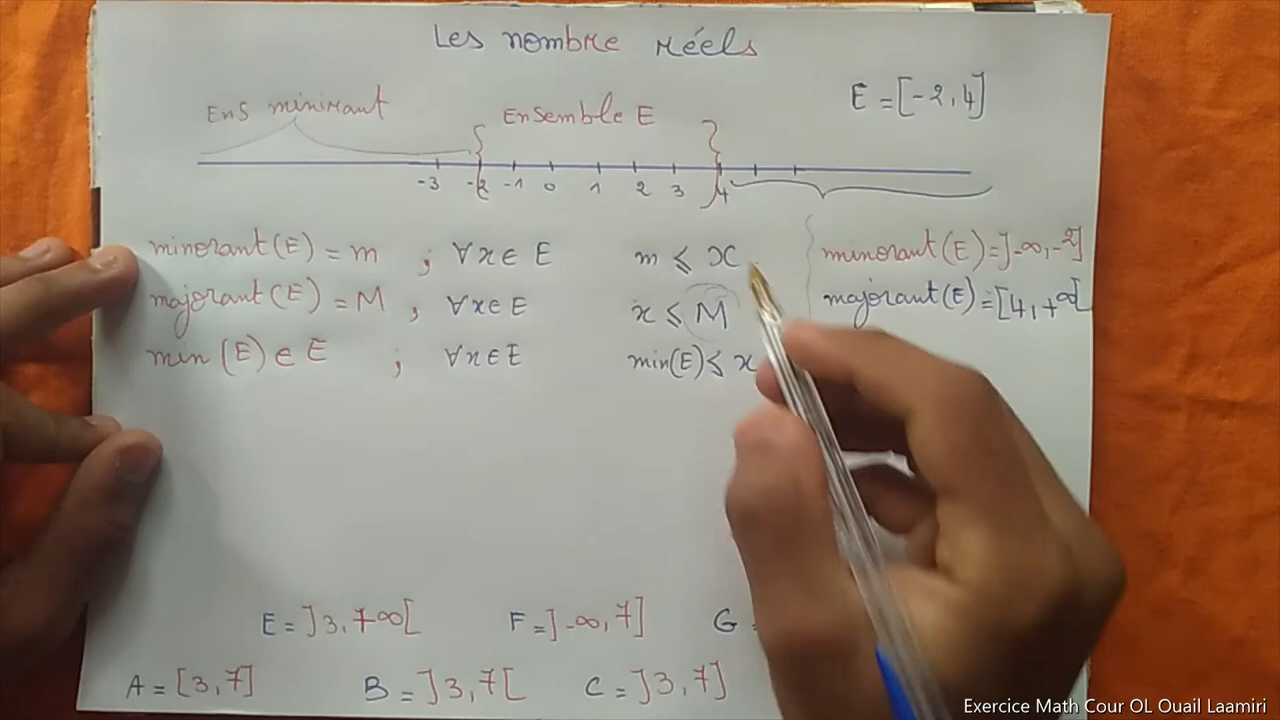 Les nombre réels
Ens minirant
Ensemble E
E = [-2, 4]
-3 -2 -1 0 1 2 3 4
minorant(E) = m ; ∀x∈E m ⩽ x
minorant(E)=]-∞,-2]
majorant(E) = M , ∀x∈E x ⩽ M
majorant(E)=[4,+∞[
min(E)∈E ; ∀x∈E min(E)⩽x
E = ]3,+∞[ F =]-∞, 7] G =
A = [3, 7] B = ]3, 7[ C = ]3, 7]
Exercice Math Cour OL Ouail Laamiri